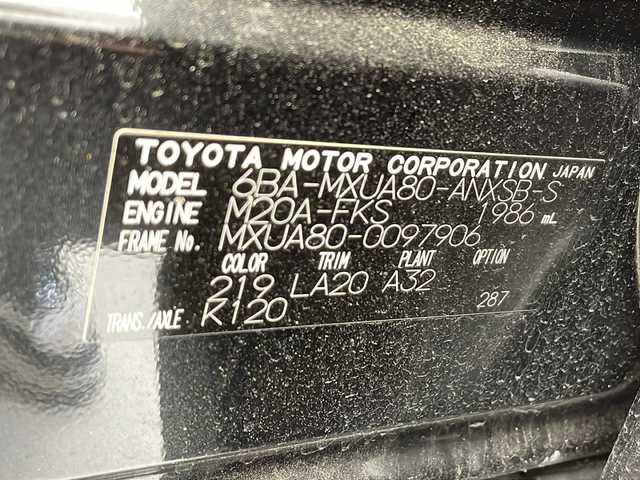 TOYOTA MOTOR CORPORATION JAPAN
MODEL 6BA-MXUA80-ANXSB-S
ENGINE M20A-FKS 1986 mL
FRAME No. MXUA80-0097906
COLOR TRIM PLANT OPTION
219 LA20 A32
TRANS./AXLE K120 287